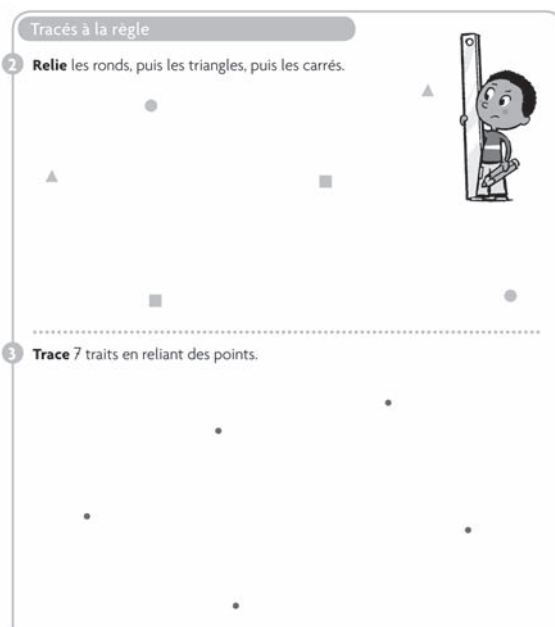 Tracés à la règle
2 Relie les ronds, puis les triangles, puis les carrés.
3 Trace 7 traits en reliant des points.